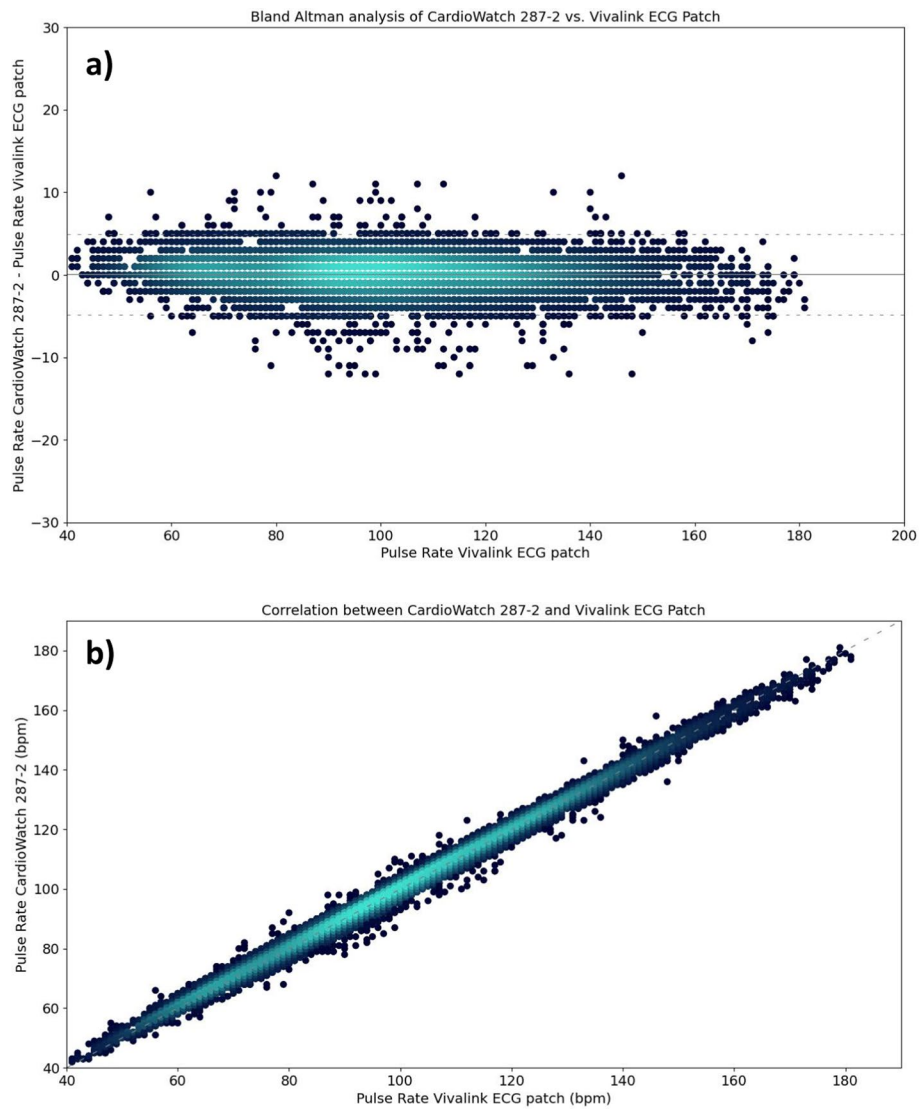 Bland Altman analysis of CardioWatch 287-2 vs. Vivalink ECG Patch
a)
Pulse Rate CardioWatch 287-2 - Pulse Rate Vivalink ECG patch
30
20
10
0
−10
−20
−30
40 60 80 100 120 140 160 180 200
Pulse Rate Vivalink ECG patch
Correlation between CardioWatch 287-2 and Vivalink ECG Patch
b)
Pulse Rate CardioWatch 287-2 (bpm)
180
160
140
120
100
80
60
40
40 60 80 100 120 140 160 180
Pulse Rate Vivalink ECG patch (bpm)